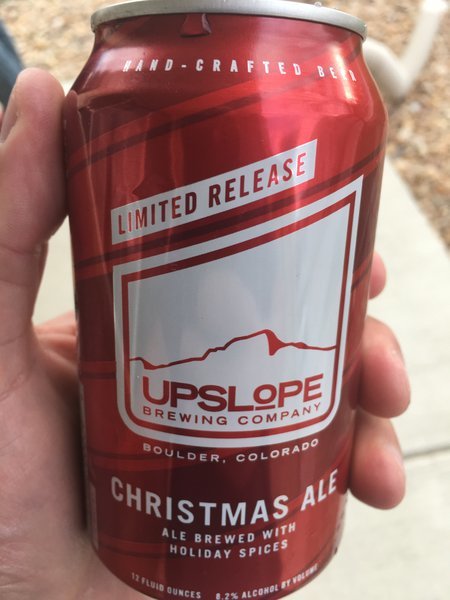 HAND-CRAFTED BEER
LIMITED RELEASE
UPSLOPE
BREWING COMPANY
BOULDER, COLORADO
CHRISTMAS ALE
ALE BREWED WITH
HOLIDAY SPICES
12 FLUID OUNCES 8.2% ALCOHOL BY VOLUME